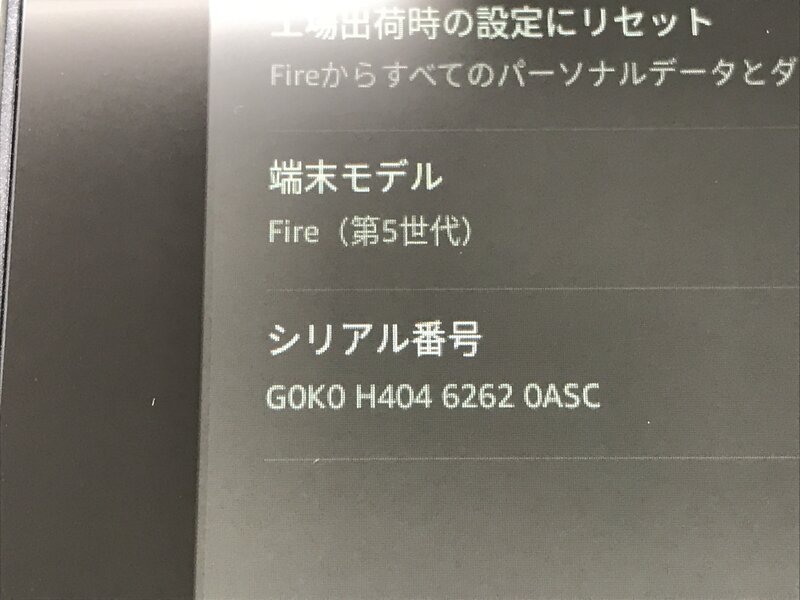 工場出荷時の設定にリセット
Fireからすべてのパーソナルデータとダ
端末モデル
Fire（第5世代）
シリアル番号
G0K0 H404 6262 0ASC